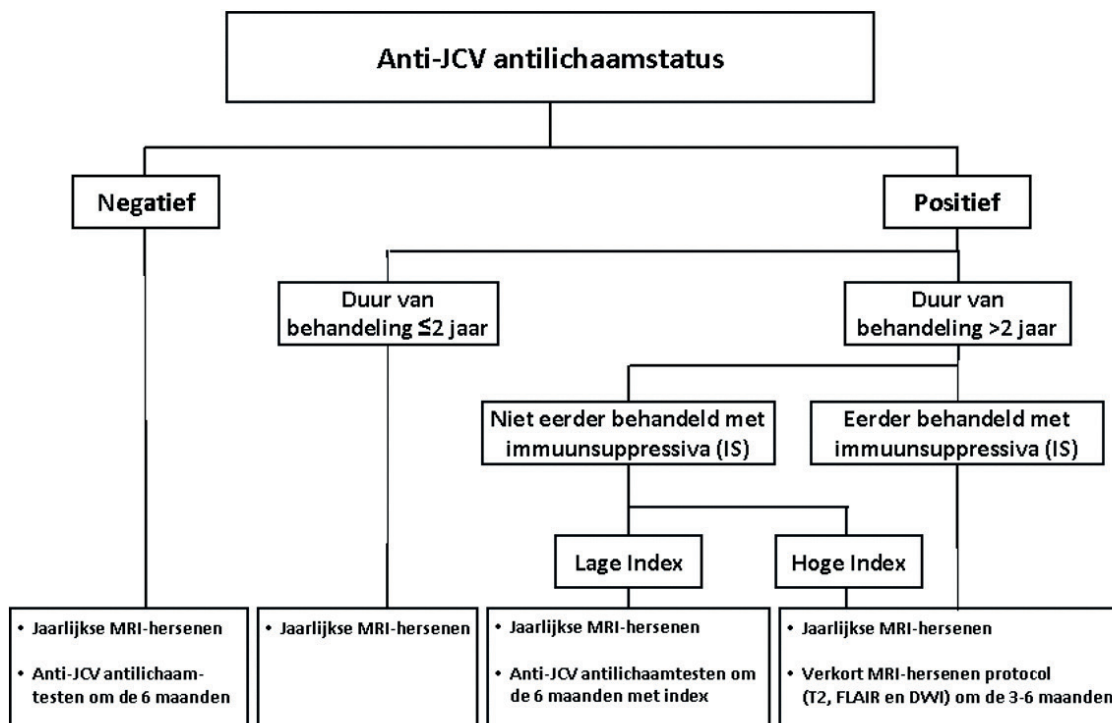 Anti-JCV antilichaamstatus
Negatief
Positief
Duur van
behandeling ≤2 jaar
Duur van
behandeling >2 jaar
Niet eerder behandeld met
immuunsuppressiva (IS)
Eerder behandeld met
immuunsuppressiva (IS)
Lage Index
Hoge Index
• Jaarlijkse MRI-hersenen
• Anti-JCV antilichaam-
testen om de 6 maanden
• Jaarlijkse MRI-hersenen
• Jaarlijkse MRI-hersenen
• Anti-JCV antilichaamtesten om
de 6 maanden met index
• Jaarlijkse MRI-hersenen
• Verkort MRI-hersenen protocol
(T2, FLAIR en DWI) om de 3-6 maanden